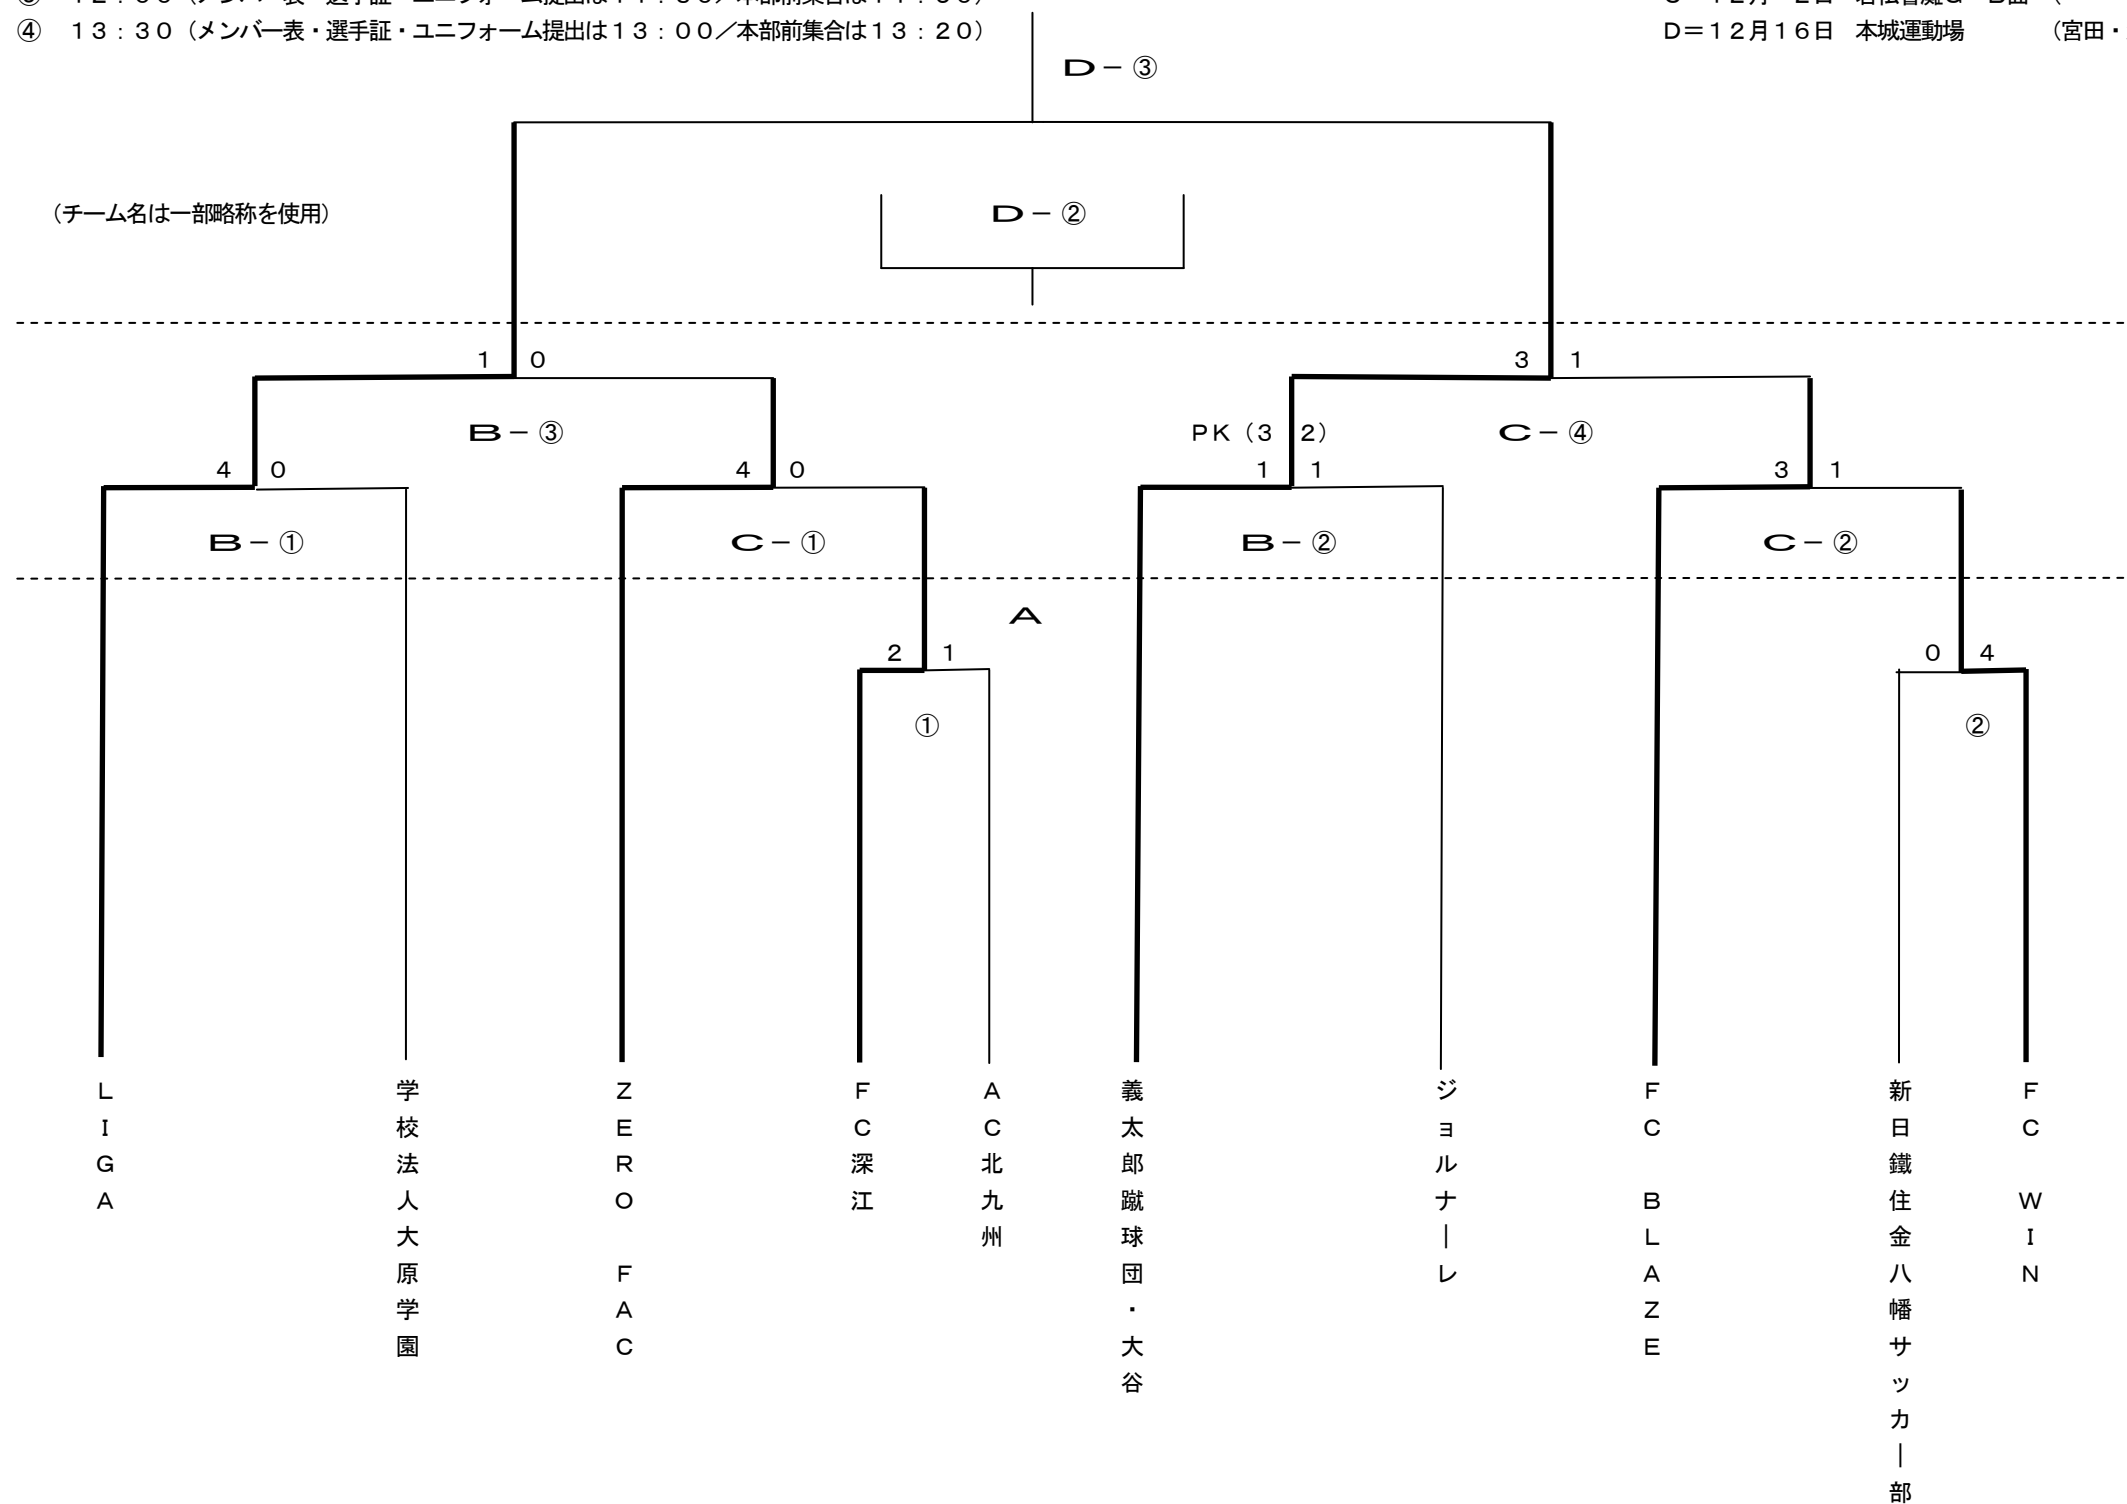 ④　１３：３０（メンバー表・選手証・ユニフォーム提出は１３：００／本部前集合は１３：２０）
Ｄ＝１２月１６日　本城運動場　　　　（宮田・
Ｄ－③
（チーム名は一部略称を使用）
Ｄ－②
１　０
３　１
Ｂ－③
ＰＫ（３　２）
Ｃ－④
４　０
４　０
１　１
３　１
Ｂ－①
Ｃ－①
Ｂ－②
Ｃ－②
Ａ
２　１
０　４
①
②
ＬＩＧＡ
学校法人大原学園
ＺＥＲＯ　ＦＡＣ
ＦＣ深江
ＡＣ北九州
義太郎蹴球団・大谷
ジョルナーレ
ＦＣ　ＢＬＡＺＥ
新日鐵住金八幡サッカー部
ＦＣ　ＷＩＮ